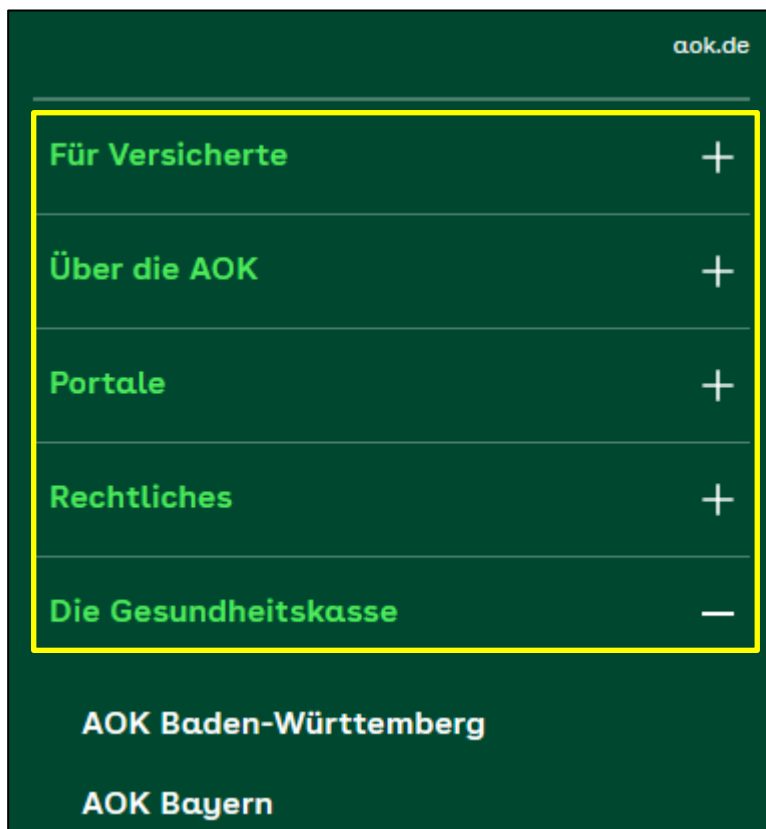 aok.de
Für Versicherte
Über die AOK
Portale
Rechtliches
Die Gesundheitskasse
AOK Baden-Württemberg
AOK Bayern